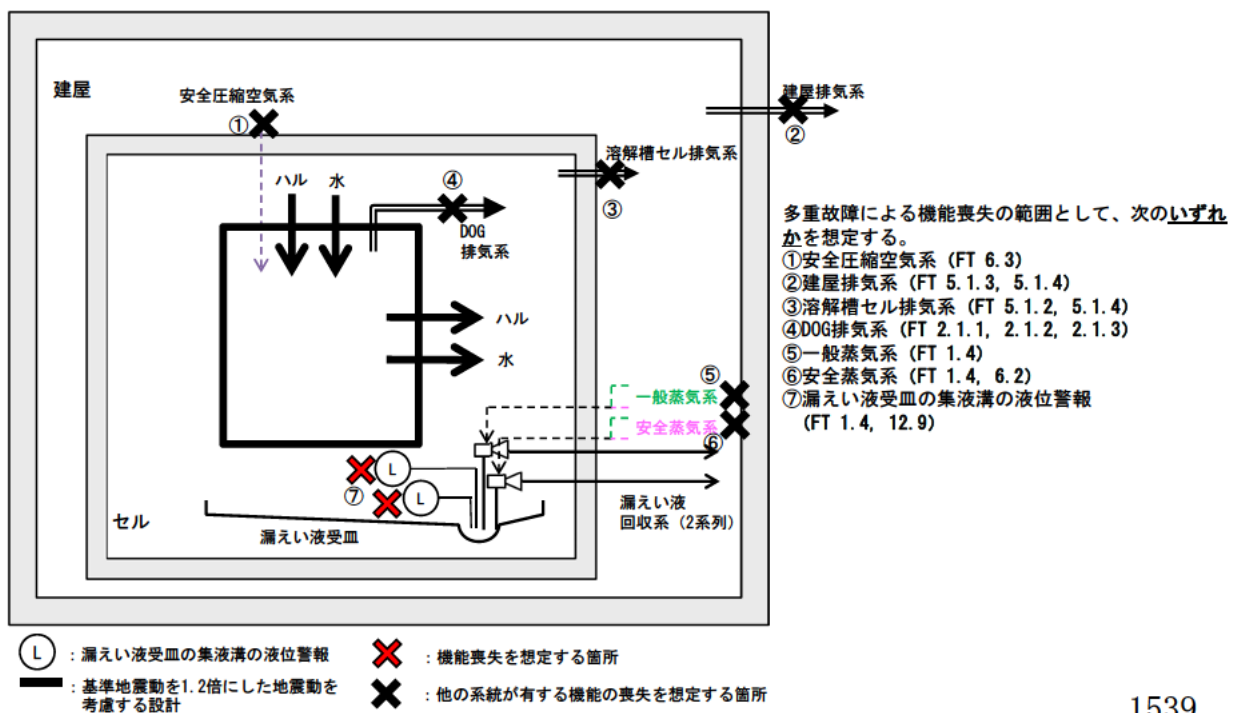 建屋
安全圧縮空気系
①
ハル
水
④
DOG
排気系
溶解槽セル排気系
③
建屋排気系
②
ハル
水
⑤
一般蒸気系
安全蒸気系
⑥
L
L
⑦
セル
漏えい液受皿
漏えい液
回収系(2系列)
多重故障による機能喪失の範囲として、次のいずれ
かを想定する。
①安全圧縮空気系 (FT 6.3)
②建屋排気系 (FT 5.1.3, 5.1.4)
③溶解槽セル排気系 (FT 5.1.2, 5.1.4)
④DOG排気系 (FT 2.1.1, 2.1.2, 2.1.3)
⑤一般蒸気系 (FT 1.4)
⑥安全蒸気系 (FT 1.4, 6.2)
⑦漏えい液受皿の集液溝の液位警報
(FT 1.4, 12.9)
L :漏えい液受皿の集液溝の液位警報
:機能喪失を想定する箇所
:基準地震動を1.2倍にした地震動を
考慮する設計
:他の系統が有する機能の喪失を想定する箇所
1539